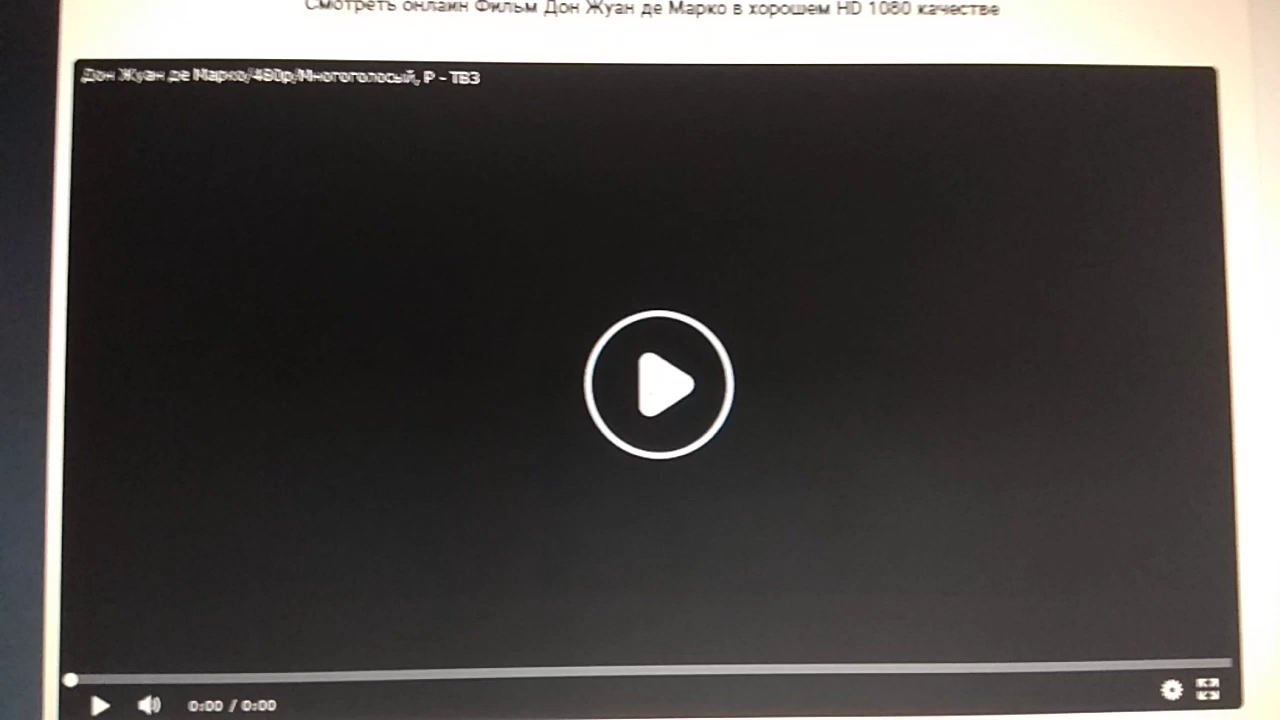 Смотреть онлайн Фильм Дон Жуан де Марко в хорошем HD 1080 качестве
Дон Жуан де Марко/480p/Многоголосый, P - ТВ3
0:00 / 0:00